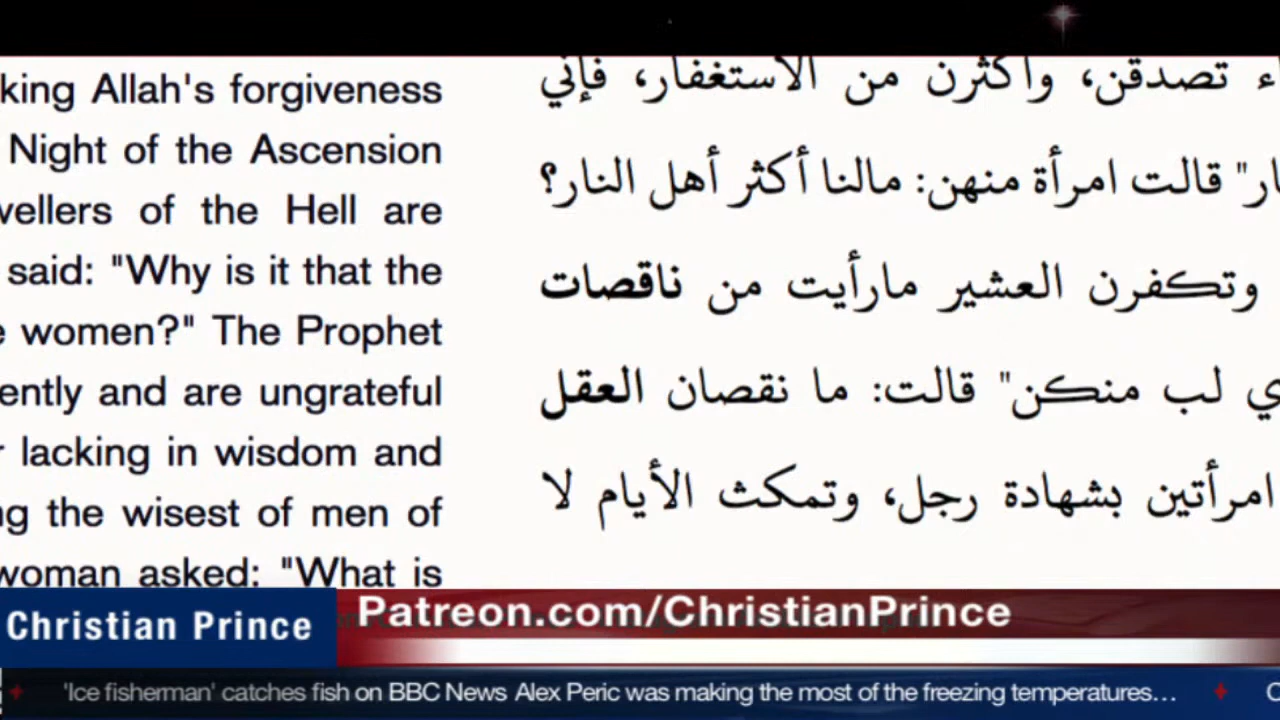 king Allah's forgiveness
Night of the Ascension
wellers of the Hell are
said: "Why is it that the
e women?" The Prophet
ently and are ungrateful
r lacking in wisdom and
ng the wisest of men of
woman asked: "What is
ء تصدقن، وأكثرن من الاستغفار، فإني
ار" قالت امرأة منهن: مالنا أكثر أهل النار؟
وتكفرن العشير مارأيت من ناقصات
ي لب منكن" قالت: ما نقصان العقل
امرأتين بشهادة رجل، وتمكث الأيام لا
Christian Prince
Patreon.com/ChristianPrince
'Ice fisherman' catches fish on BBC News Alex Peric was making the most of the freezing temperatures…